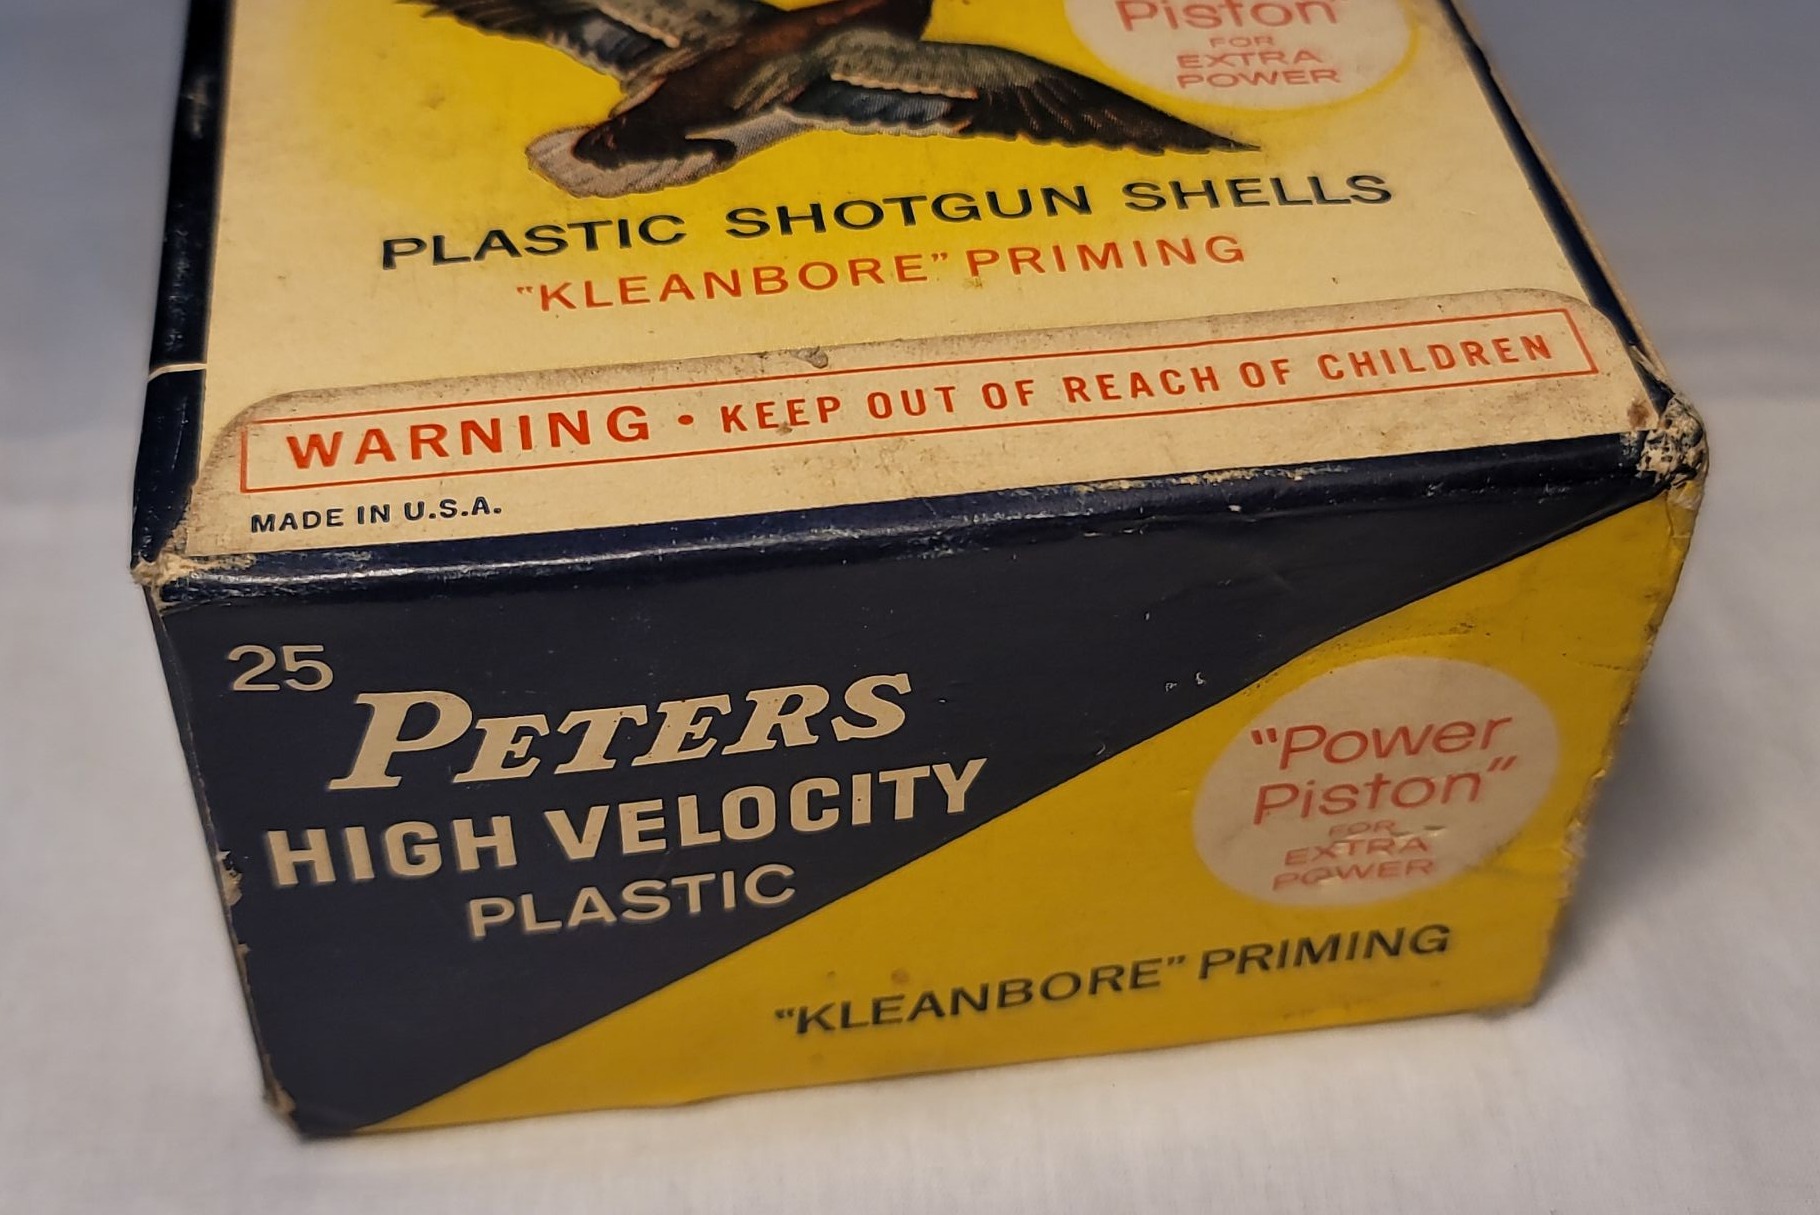 Piston"
FOR
EXTRA
POWER
PLASTIC SHOTGUN SHELLS
"KLEANBORE" PRIMING
WARNING • KEEP OUT OF REACH OF CHILDREN
MADE IN U.S.A.
25
PETERS
HIGH VELOCITY
PLASTIC
"Power
Piston"
FOR
EXTRA
POWER
"KLEANBORE" PRIMING